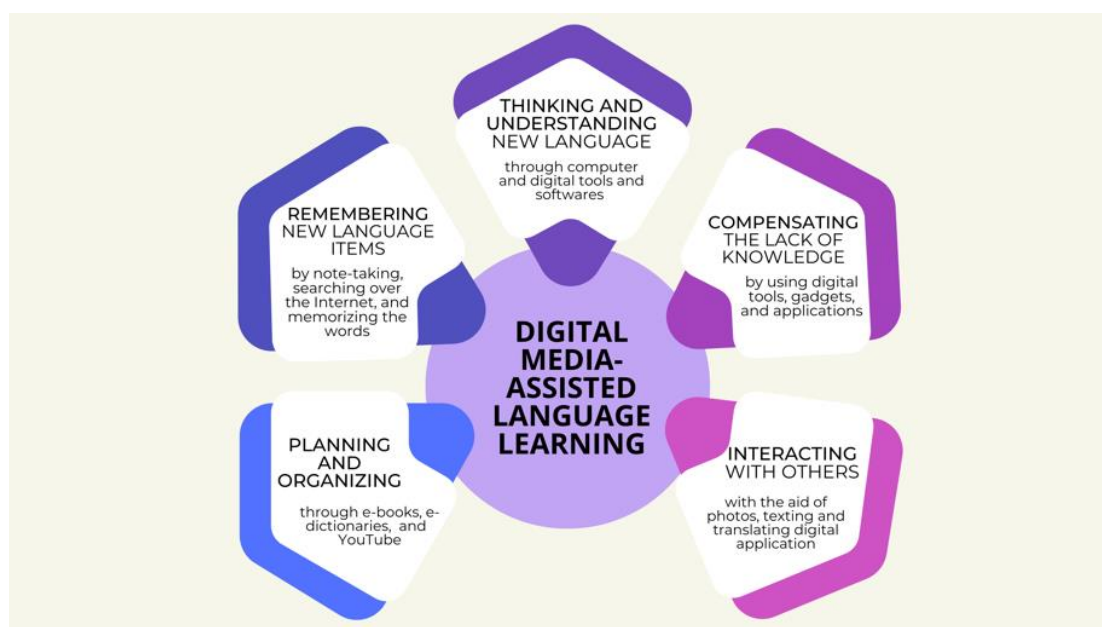 THINKING AND
UNDERSTANDING
NEW LANGUAGE
through computer
and digital tools and
softwares
REMEMBERING
NEW LANGUAGE
ITEMS
by note-taking,
searching over
the Internet, and
memorizing the
words
COMPENSATING
THE LACK OF
KNOWLEDGE
by using digital
tools, gadgets,
and applications
DIGITAL
MEDIA-
ASSISTED
LANGUAGE
LEARNING
PLANNING
AND
ORGANIZING
through e-books, e-
dictionaries, and
YouTube
INTERACTING
WITH OTHERS
with the aid of
photos, texting and
translating digital
application